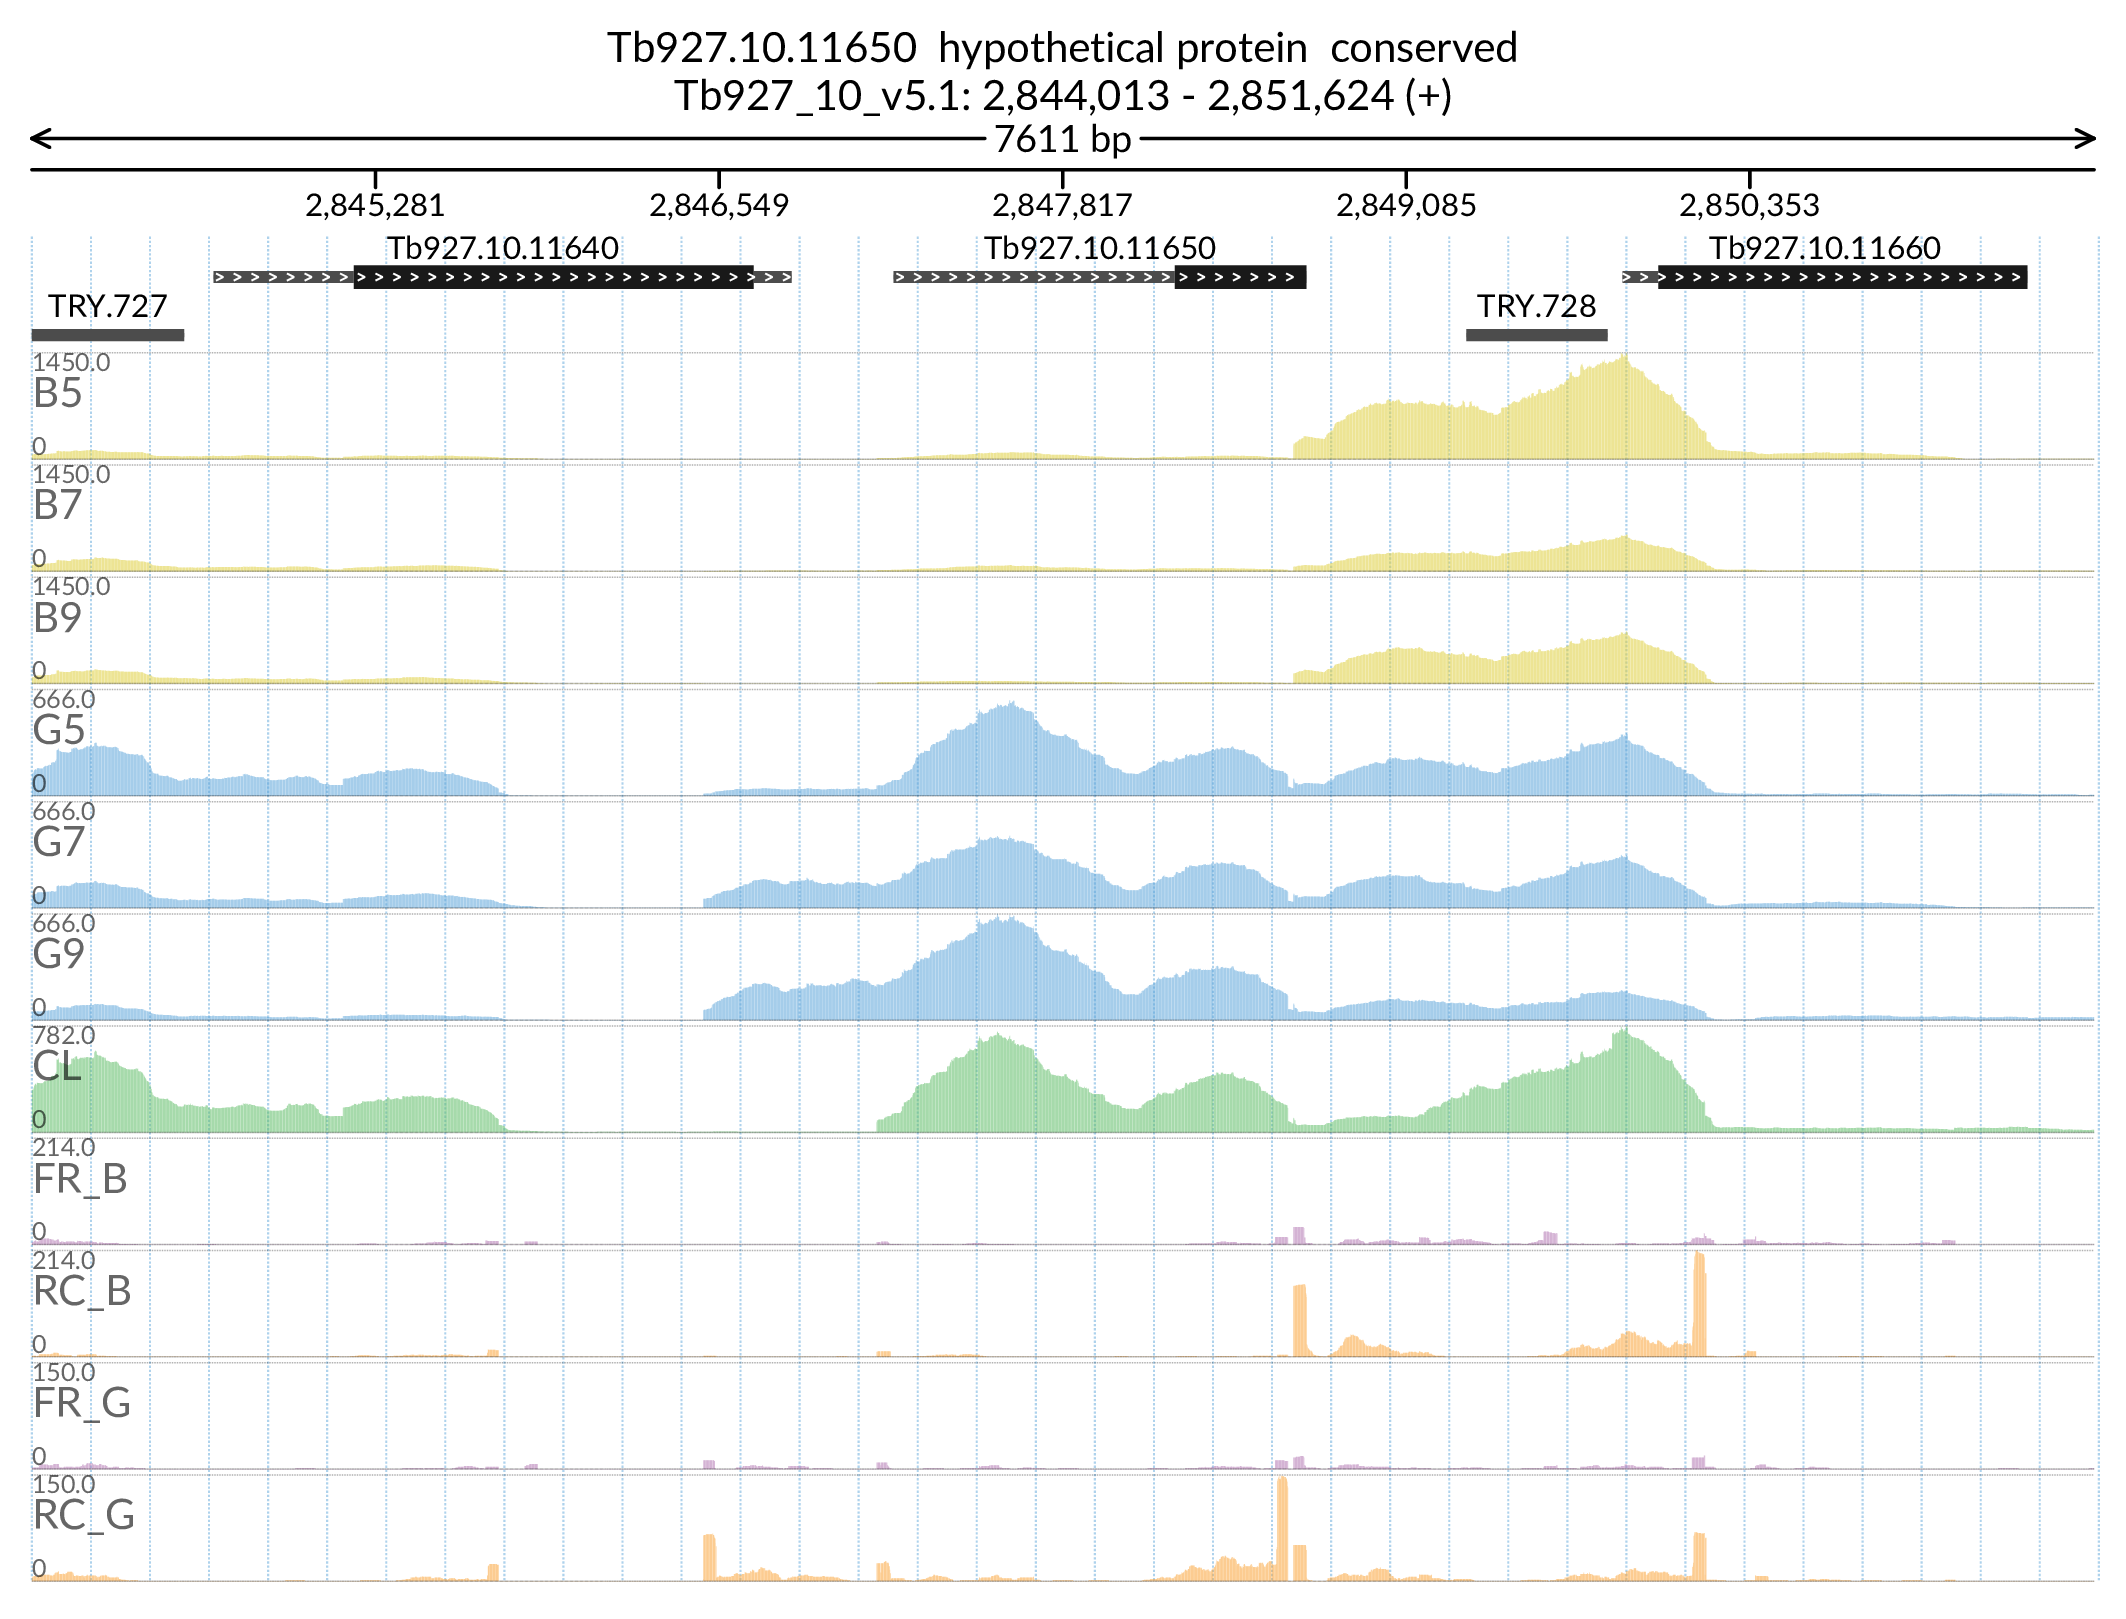 Tb927.10.11650 hypothetical protein conserved
Tb927_10_v5.1: 2,844,013 - 2,851,624 (+)
7611 bp
2,845,281 2,846,549 2,847,817 2,849,085 2,850,353
Tb927.10.11640 Tb927.10.11650 Tb927.10.11660
TRY.727 TRY.728
1450.0
B5
0
1450.0
B7
0
1450.0
B9
0
666.0
G5
0
666.0
G7
0
666.0
G9
0
782.0
CL
0
214.0
FR_B
0
214.0
RC_B
0
150.0
FR_G
0
150.0
RC_G
0